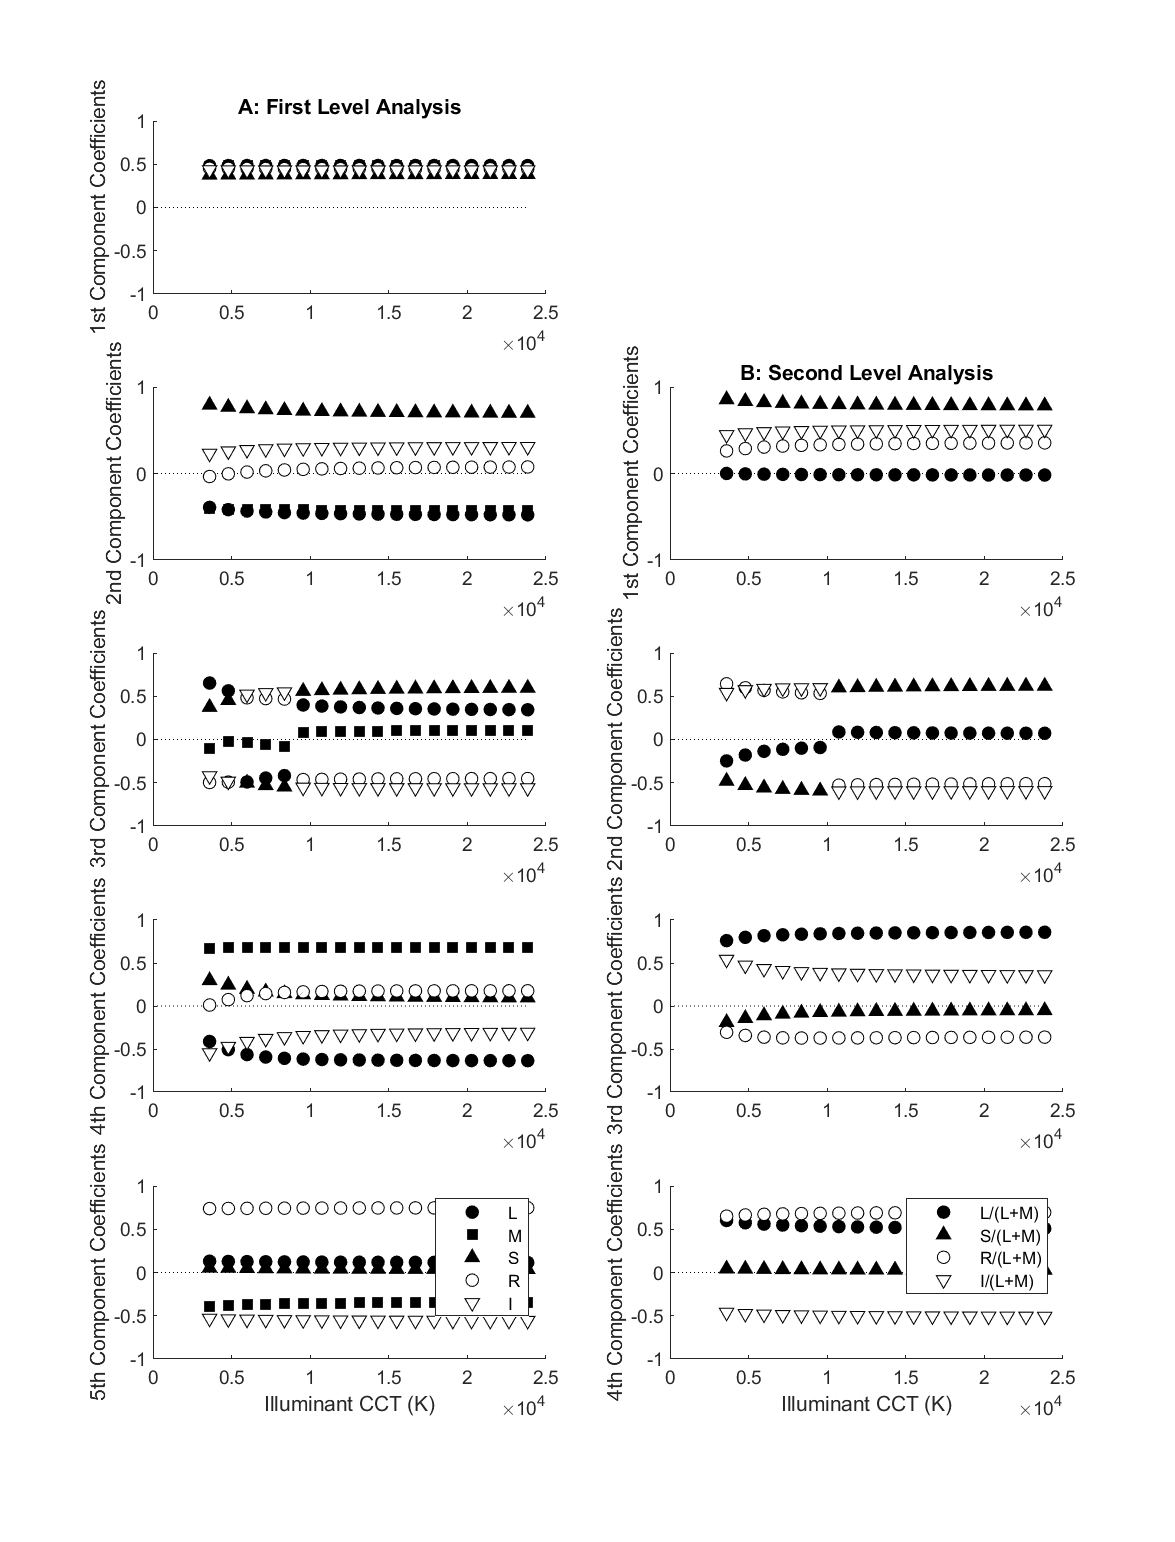 A: First Level Analysis
1st Component Coefficients
1
0.5
0
-0.5
-1
0 0.5 1 1.5 2 2.5
×10^4
2nd Component Coefficients
1
0
-1
0 0.5 1 1.5 2 2.5
×10^4
B: Second Level Analysis
1st Component Coefficients
1
0
-1
0 0.5 1 1.5 2 2.5
×10^4
3rd Component Coefficients
1
0.5
0
-0.5
-1
0 0.5 1 1.5 2 2.5
×10^4
2nd Component Coefficients
1
0.5
0
-0.5
-1
0 0.5 1 1.5 2 2.5
×10^4
4th Component Coefficients
1
0.5
0
-0.5
-1
0 0.5 1 1.5 2 2.5
×10^4
3rd Component Coefficients
1
0.5
0
-0.5
-1
0 0.5 1 1.5 2 2.5
×10^4
5th Component Coefficients
1
0.5
0
-0.5
-1
L
M
S
R
I
0 0.5 1 1.5 2 2.5
×10^4
Illuminant CCT (K)
4th Component Coefficients
1
0.5
0
-0.5
-1
L/(L+M)
S/(L+M)
R/(L+M)
I/(L+M)
0 0.5 1 1.5 2 2.5
×10^4
Illuminant CCT (K)